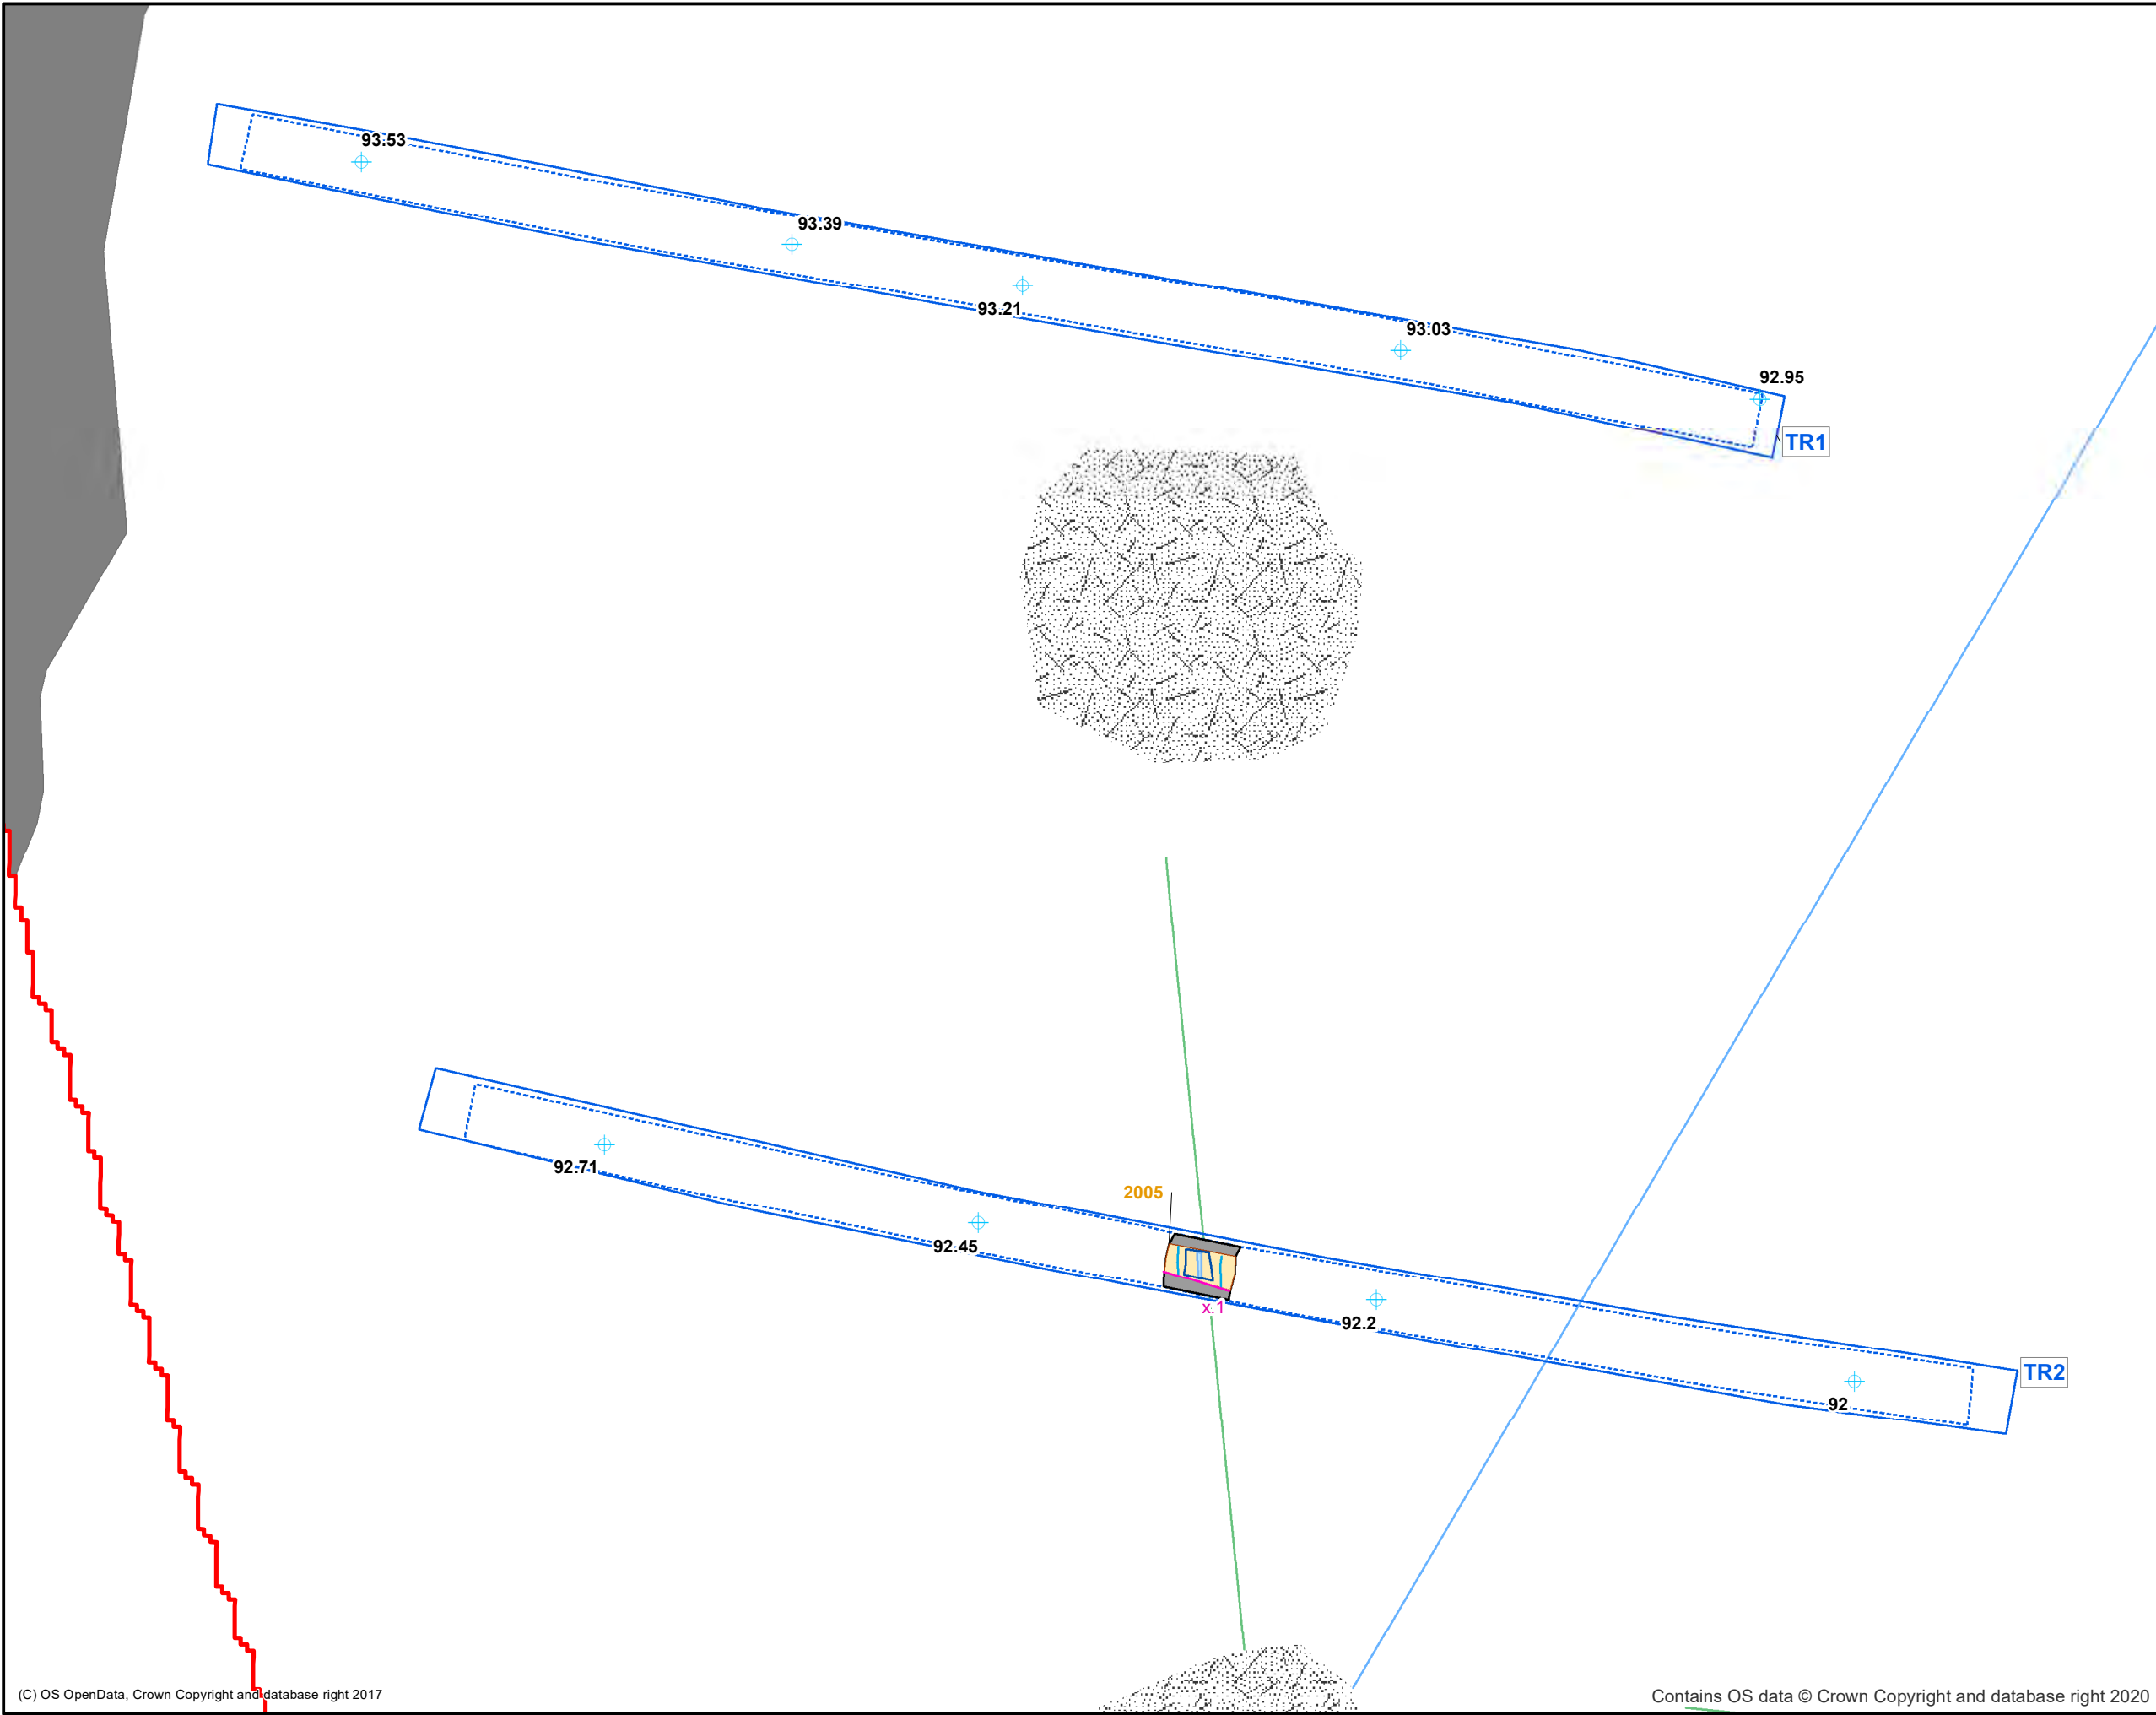 93.53
93.39
93.21
93.03
92.95
TR1
92.71
2005
92.45
x.1
92.2
TR2
92
(C) OS OpenData, Crown Copyright and database right 2017
Contains OS data © Crown Copyright and database right 2020